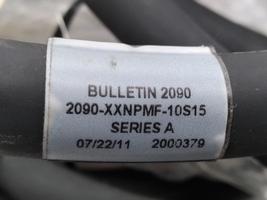 BULLETIN 2090
2090-XXNPMF-10S15
SERIES A
07/22/11 2000379